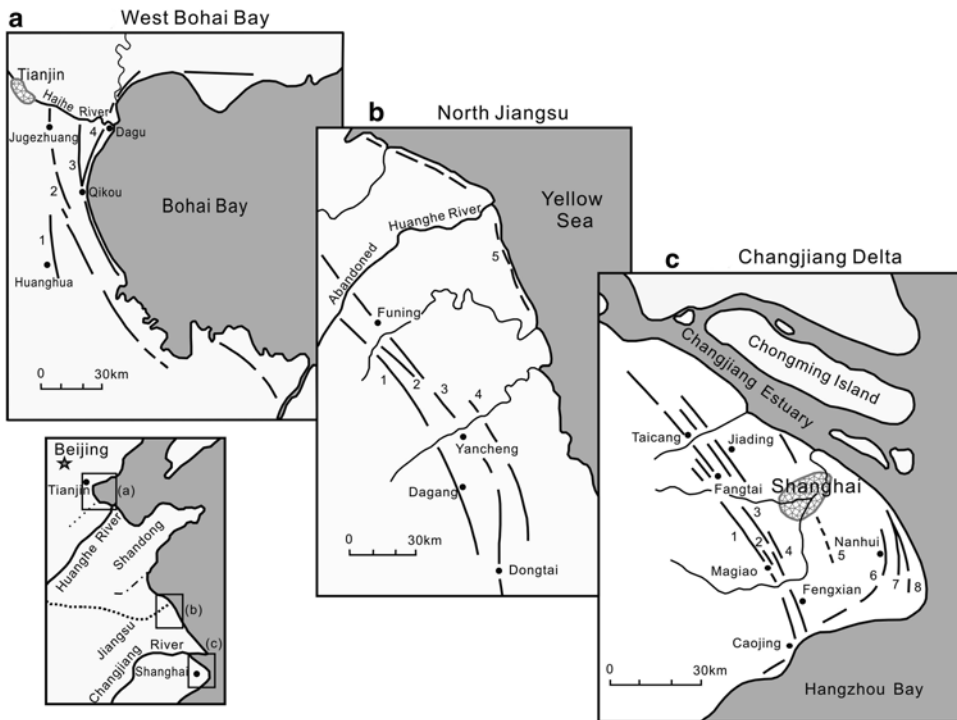 a
West Bohai Bay
Tianjin
Haihe River
Jugezhuang
4
Dagu
3
2
Qikou
Bohai Bay
1
Huanghua
0 30km
b
North Jiangsu
Yellow
Sea
Huanghe River
Abandoned
5
Funing
1
2
3
4
Yancheng
Dagang
0 30km
Dongtai
c
Changjiang Delta
Changjiang Estuary
Chongming Island
Taicang
Jiading
Fangtai
Shanghai
3
1
2
4
5
Nanhui
6
7
8
Magiao
Fengxian
Caojing
0 30km
Hangzhou Bay
Beijing
Tianjin
(a)
Huanghe River
Shandong
(b)
Jiangsu
(c)
Changjiang River
Shanghai